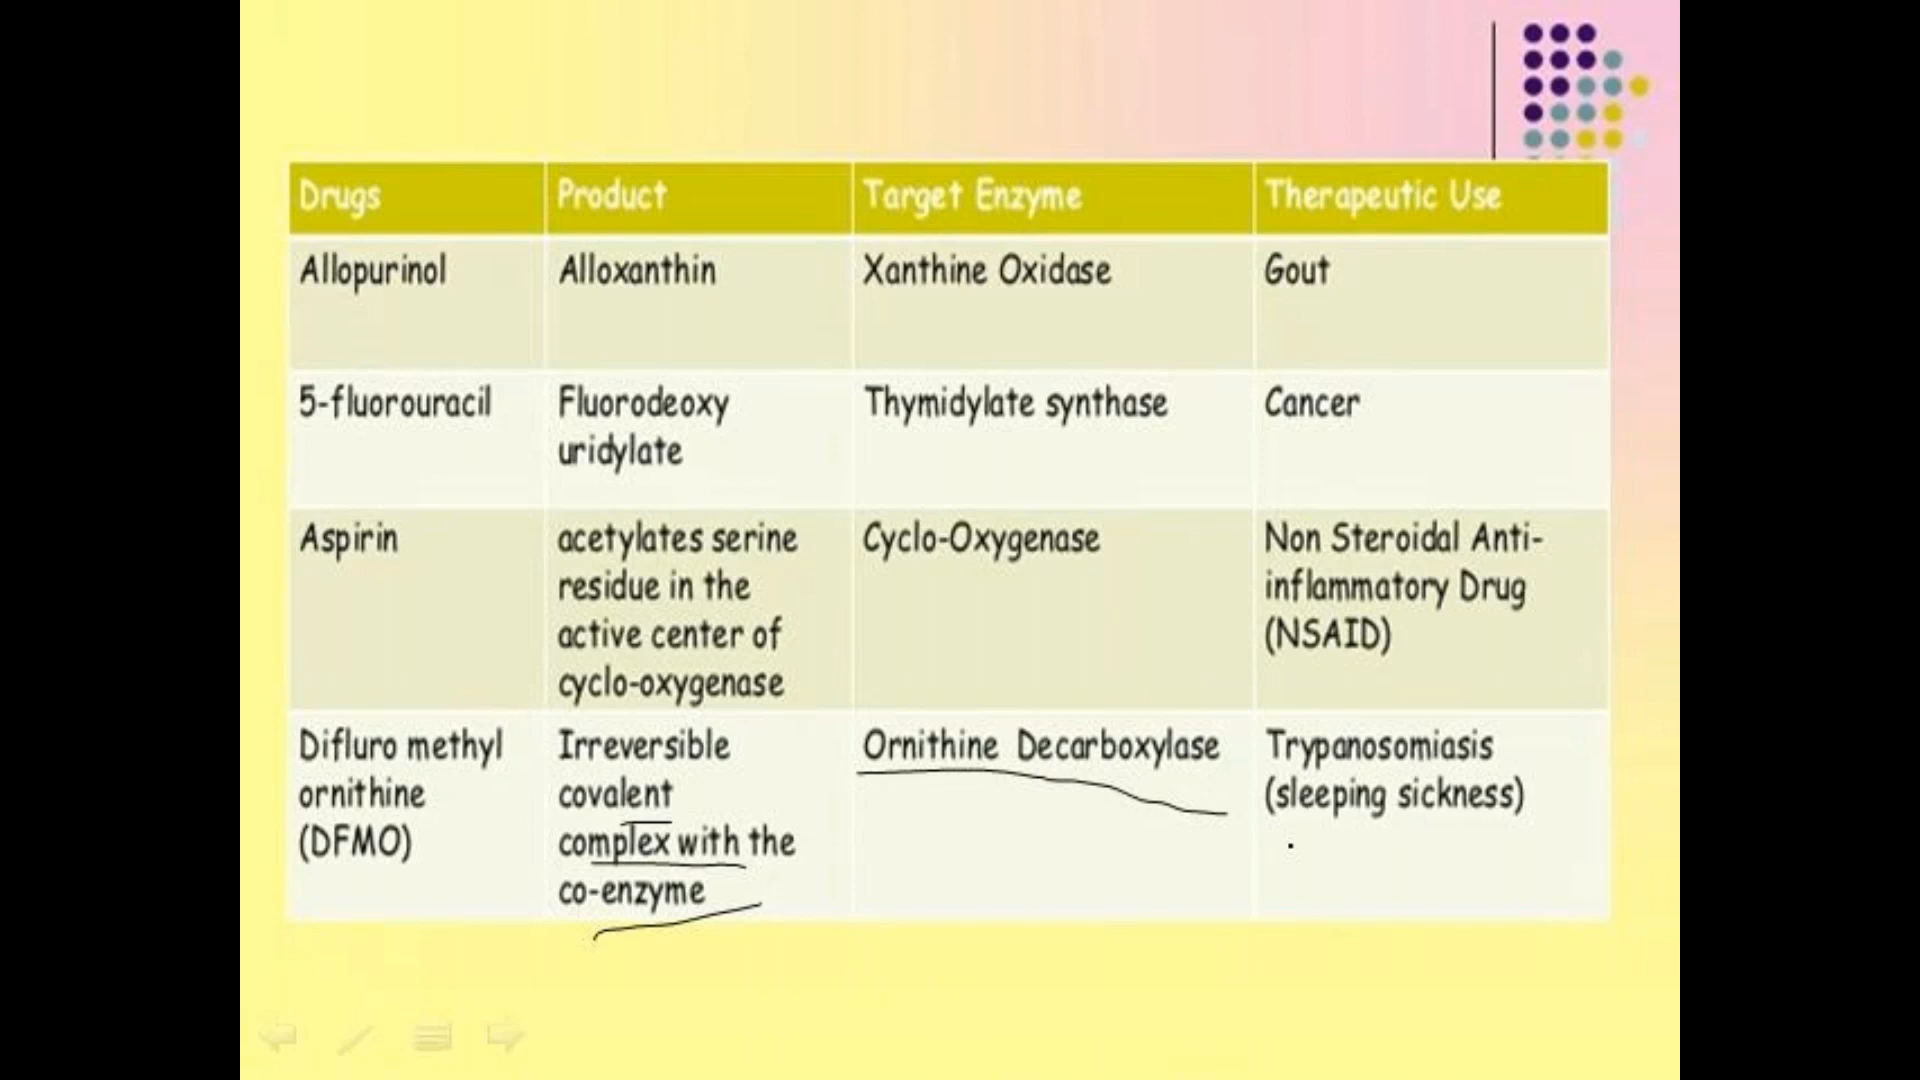 Drugs
Product
Target Enzyme
Therapeutic Use
Allopurinol
Alloxanthin
Xanthine Oxidase
Gout
5-fluorouracil
Fluorodeoxy
uridylate
Thymidylate synthase
Cancer
Aspirin
acetylates serine
residue in the
active center of
cyclo-oxygenase
Cyclo-Oxygenase
Non Steroidal Anti-
inflammatory Drug
(NSAID)
Difluro methyl
ornithine
(DFMO)
Irreversible
covalent
complex with the
co-enzyme
Ornithine Decarboxylase
Trypanosomiasis
(sleeping sickness)